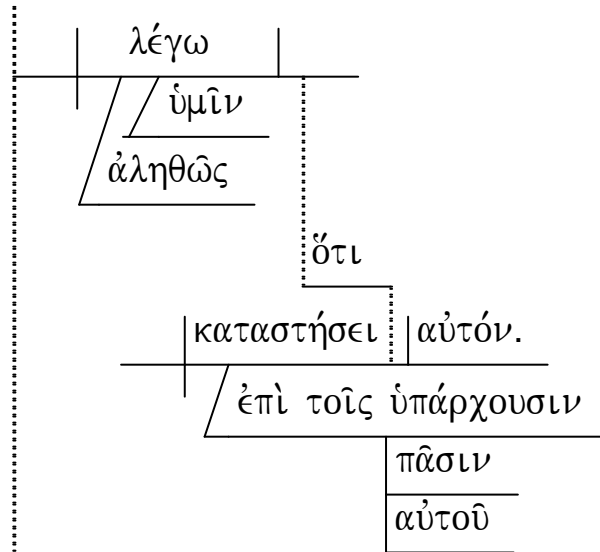 λέγω
ὑμῖν
ἀληθῶς
ὅτι
καταστήσει αὐτόν.
ἐπὶ τοῖς ὑπάρχουσιν
πᾶσιν
αὐτοῦ